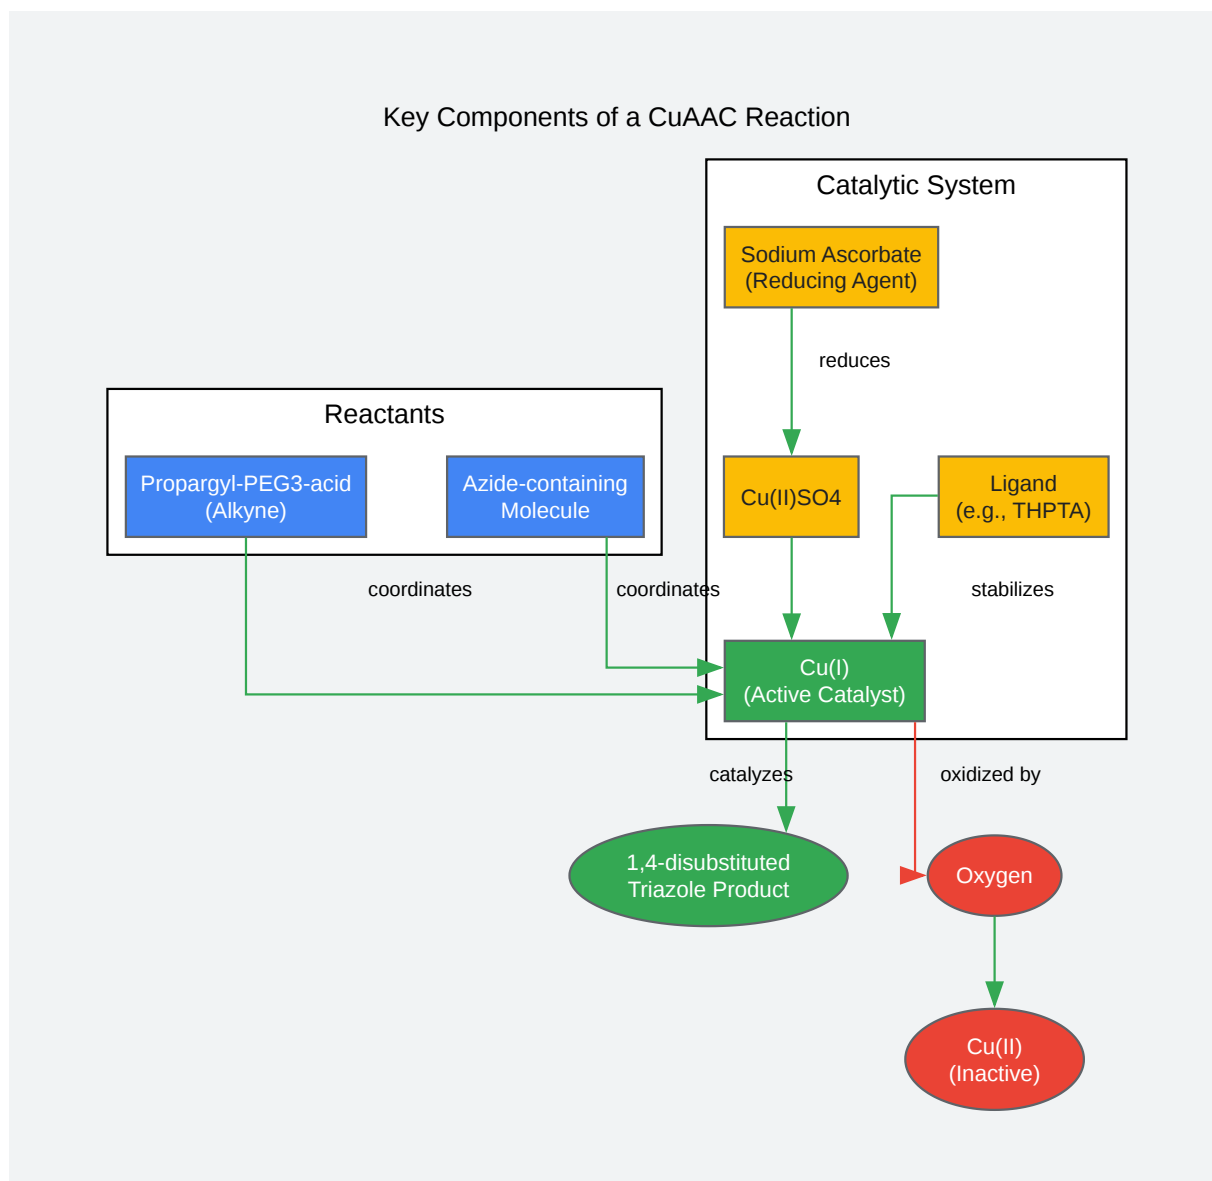 Key Components of a CuAAC Reaction
Catalytic System
Sodium Ascorbate
(Reducing Agent)
reduces
Reactants
Propargyl-PEG3-acid
(Alkyne)
Azide-containing
Molecule
Cu(II)SO4
Ligand
(e.g., THPTA)
coordinates
coordinates
stabilizes
Cu(I)
(Active Catalyst)
catalyzes
oxidized by
1,4-disubstituted
Triazole Product
Oxygen
Cu(II)
(Inactive)